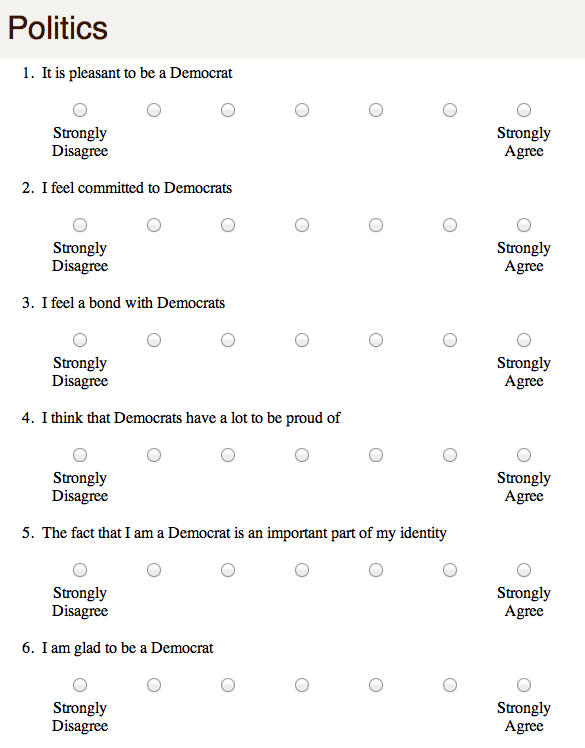 Politics
1. It is pleasant to be a Democrat
Strongly Disagree
Strongly Agree
2. I feel committed to Democrats
Strongly Disagree
Strongly Agree
3. I feel a bond with Democrats
Strongly Disagree
Strongly Agree
4. I think that Democrats have a lot to be proud of
Strongly Disagree
Strongly Agree
5. The fact that I am a Democrat is an important part of my identity
Strongly Disagree
Strongly Agree
6. I am glad to be a Democrat
Strongly Disagree
Strongly Agree